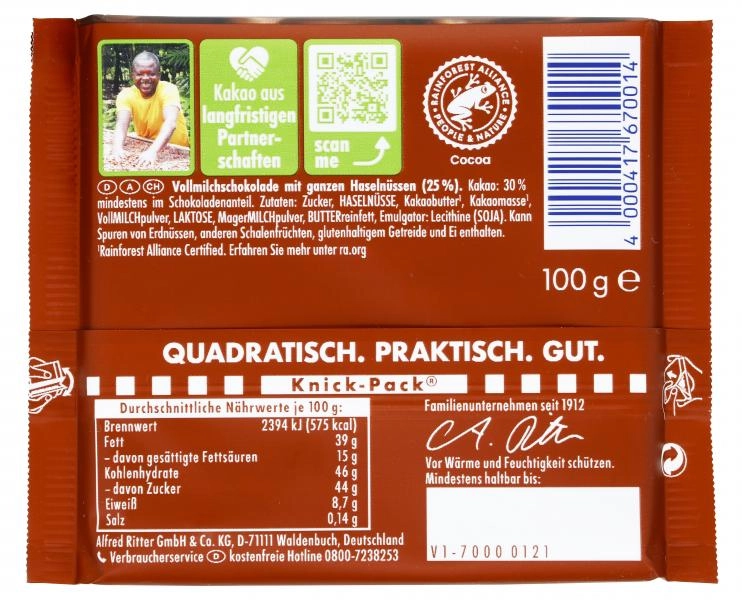 Kakao aus
langfristigen
Partner-
schaften
scan
me
RAINFOREST ALLIANCE
PEOPLE & NATURE
Cocoa
4 000417 670014
D A CH Vollmilchschokolade mit ganzen Haselnüssen (25 %). Kakao: 30 %
mindestens im Schokoladenanteil. Zutaten: Zucker, HASELNÜSSE, Kakaobutter¹, Kakaomasse¹,
VollMILCHpulver, LAKTOSE, MagerMILCHpulver, BUTTERreinfett, Emulgator: Lecithine (SOJA). Kann
Spuren von Erdnüssen, anderen Schalenfrüchten, glutenhaltigem Getreide und Ei enthalten.
¹Rainforest Alliance Certified. Erfahren Sie mehr unter ra.org
100 g e
QUADRATISCH. PRAKTISCH. GUT.
Knick-Pack®
Durchschnittliche Nährwerte je 100 g:
Brennwert 2394 kJ (575 kcal)
Fett 39 g
- davon gesättigte Fettsäuren 15 g
Kohlenhydrate 46 g
- davon Zucker 44 g
Eiweiß 8,7 g
Salz 0,14 g
Alfred Ritter GmbH & Co. KG, D-71111 Waldenbuch, Deutschland
Verbraucherservice D kostenfreie Hotline 0800-7238253
Familienunternehmen seit 1912
Vor Wärme und Feuchtigkeit schützen.
Mindestens haltbar bis:
V1-7000 0121